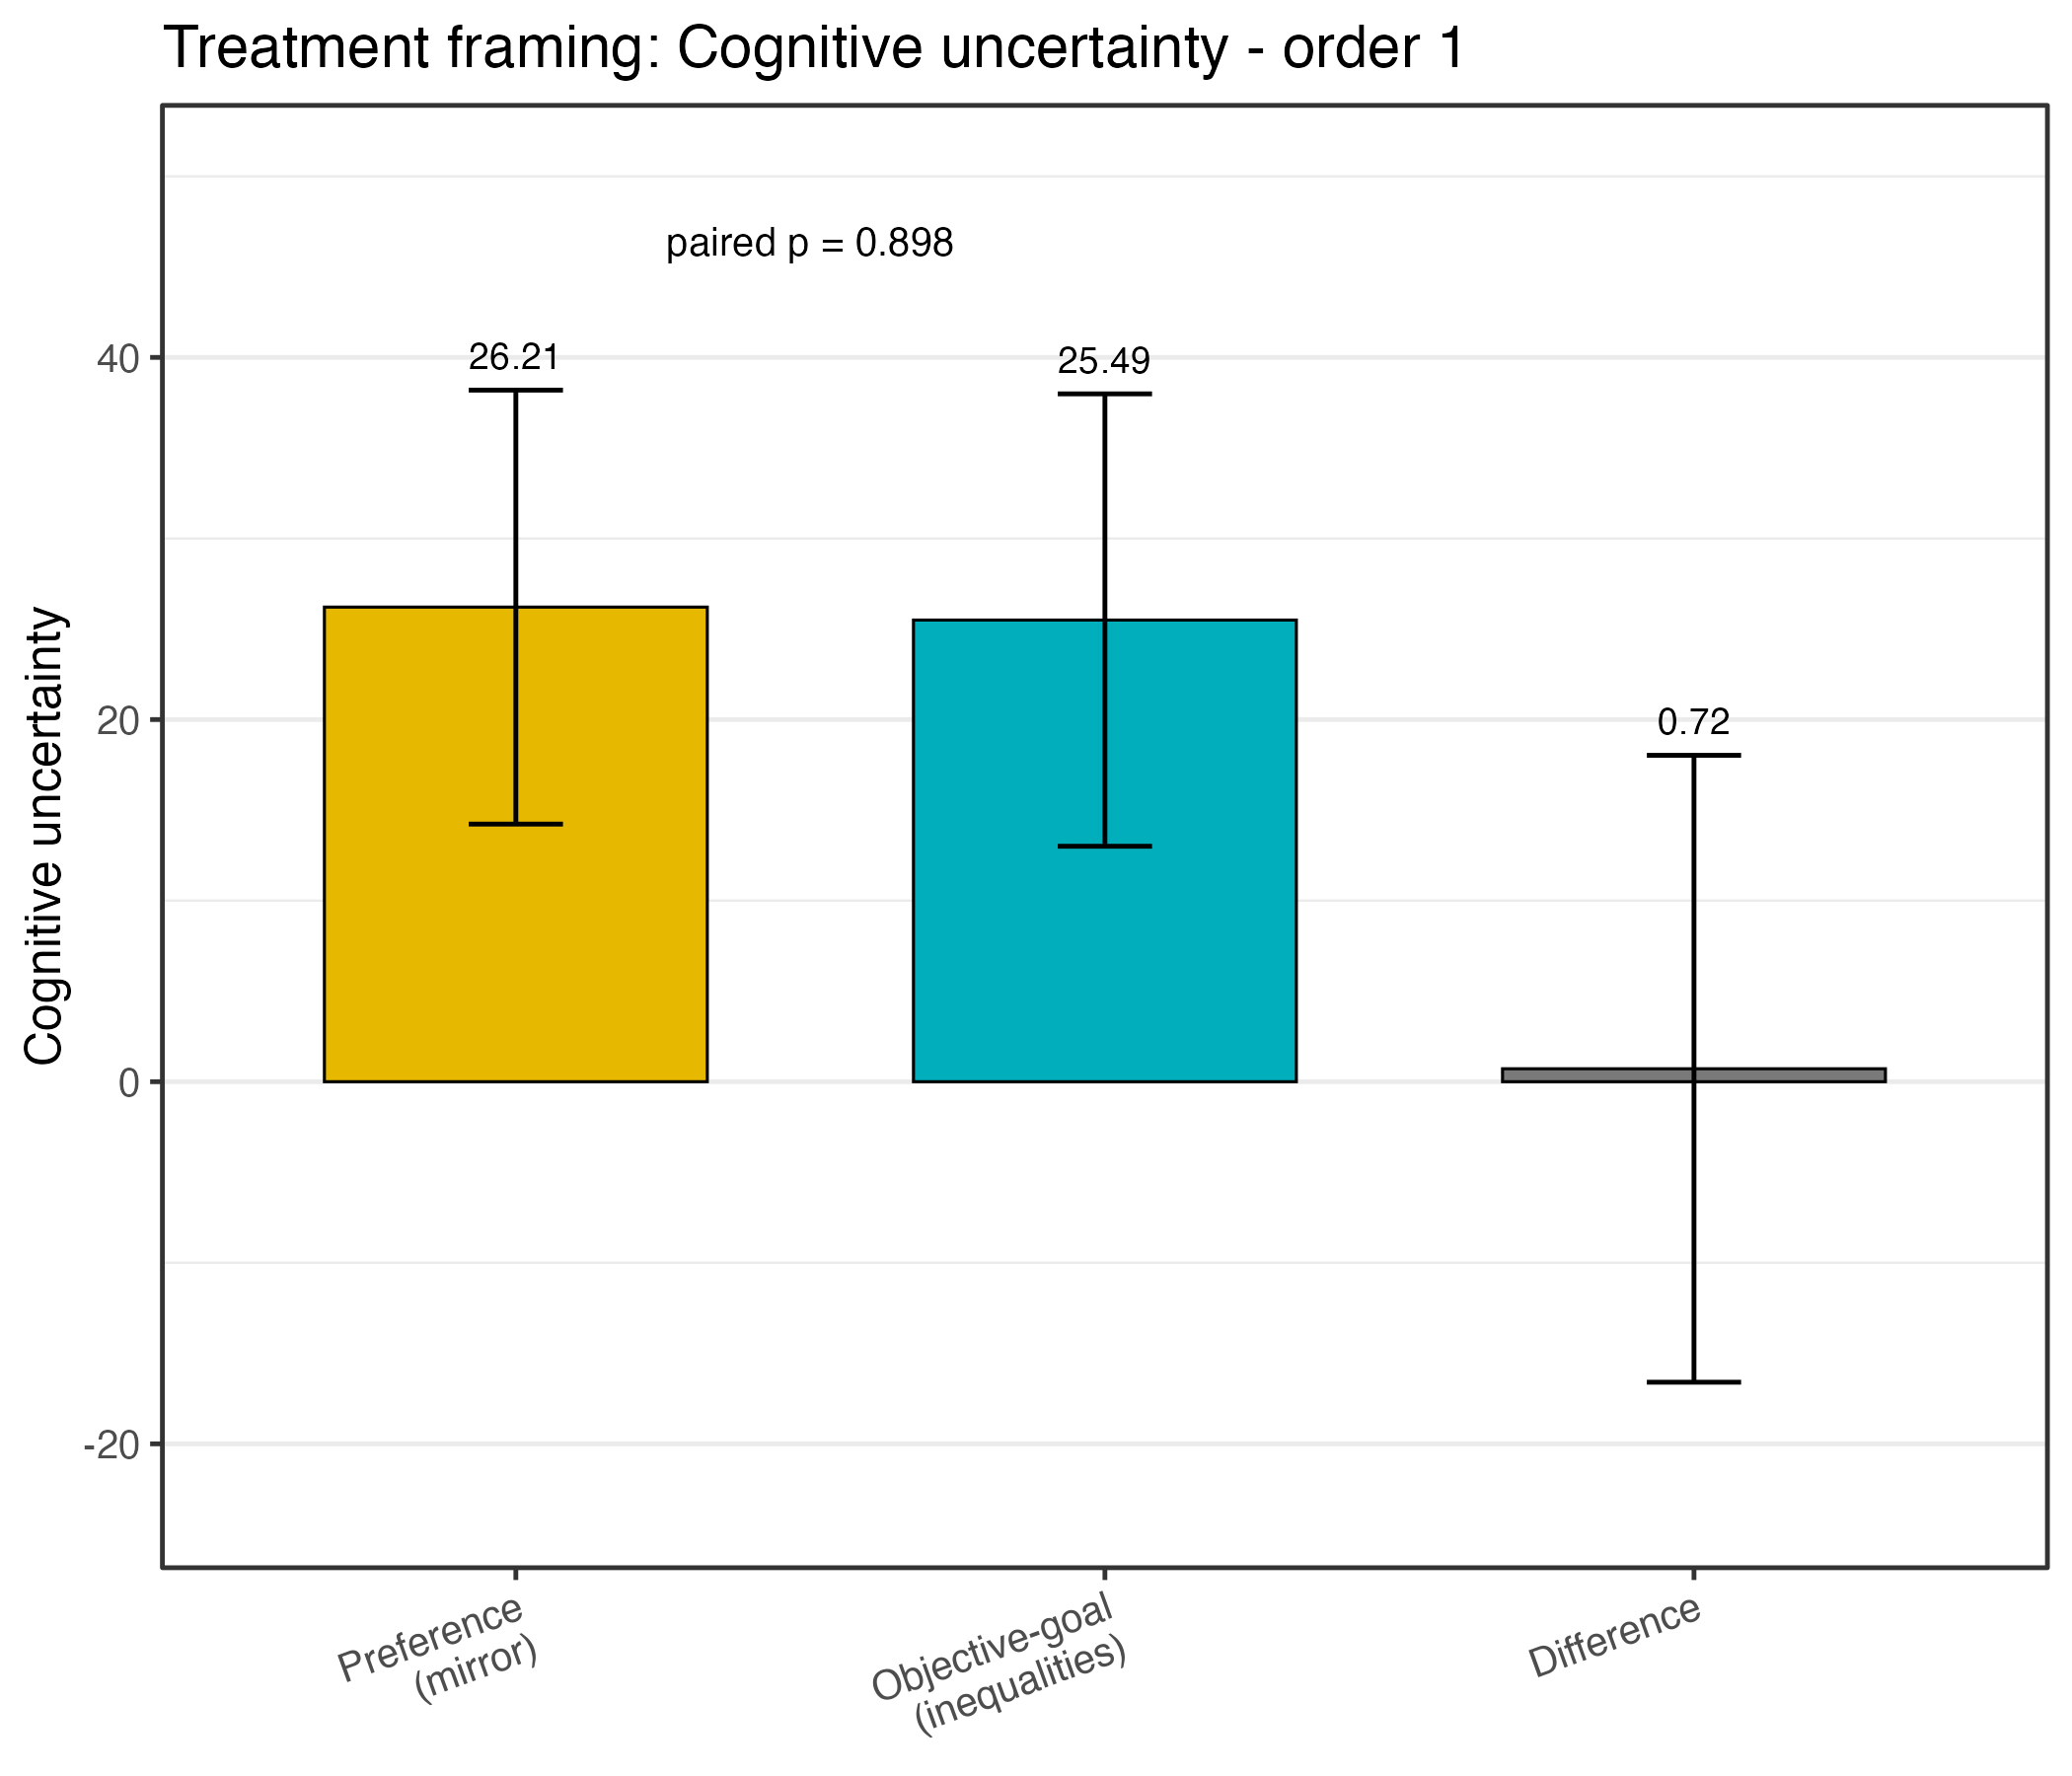 Treatment framing: Cognitive uncertainty - order 1
paired p = 0.898
26.21
25.49
0.72
Cognitive uncertainty
40
20
0
-20
Preference
(mirror)
Objective-goal
(inequalities)
Difference